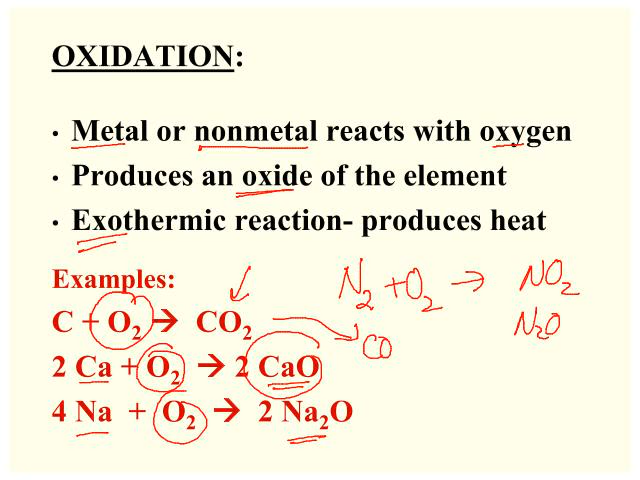 OXIDATION:
• Metal or nonmetal reacts with oxygen
• Produces an oxide of the element
• Exothermic reaction- produces heat
Examples:
N₂ + O₂ → NO₂
N₂O
C + O₂ → CO₂
CO
2 Ca + O₂ → 2 CaO
4 Na + O₂ → 2 Na₂O